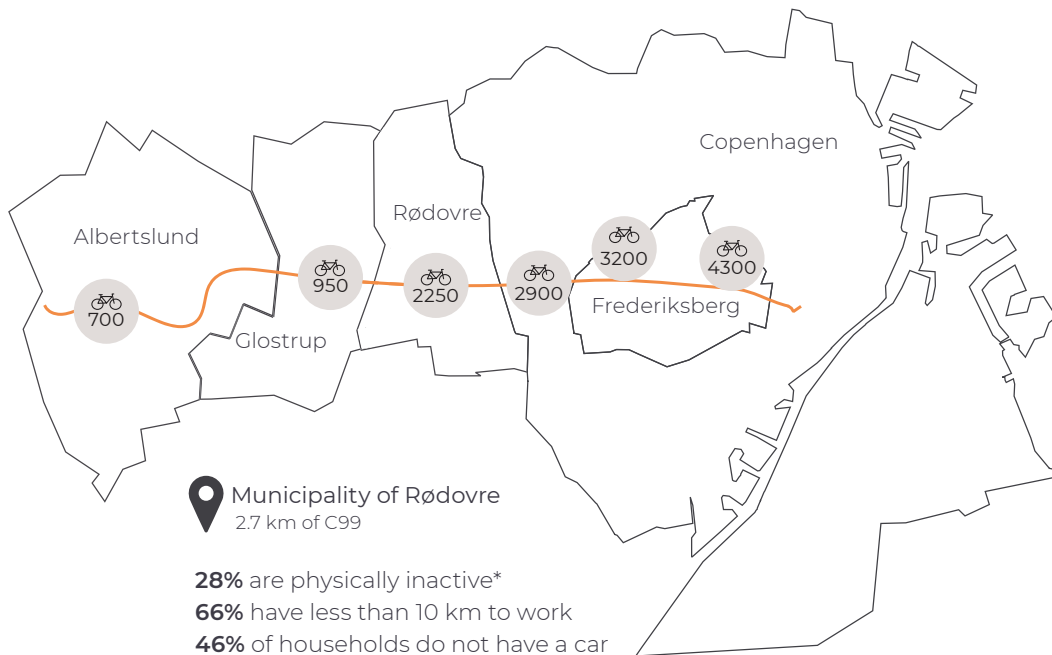 Copenhagen
Rødovre
Albertslund
3200
4300
950
2250
2900
700
Frederiksberg
Glostrup
Municipality of Rødovre
2.7 km of C99
28% are physically inactive*
66% have less than 10 km to work
46% of households do not have a car